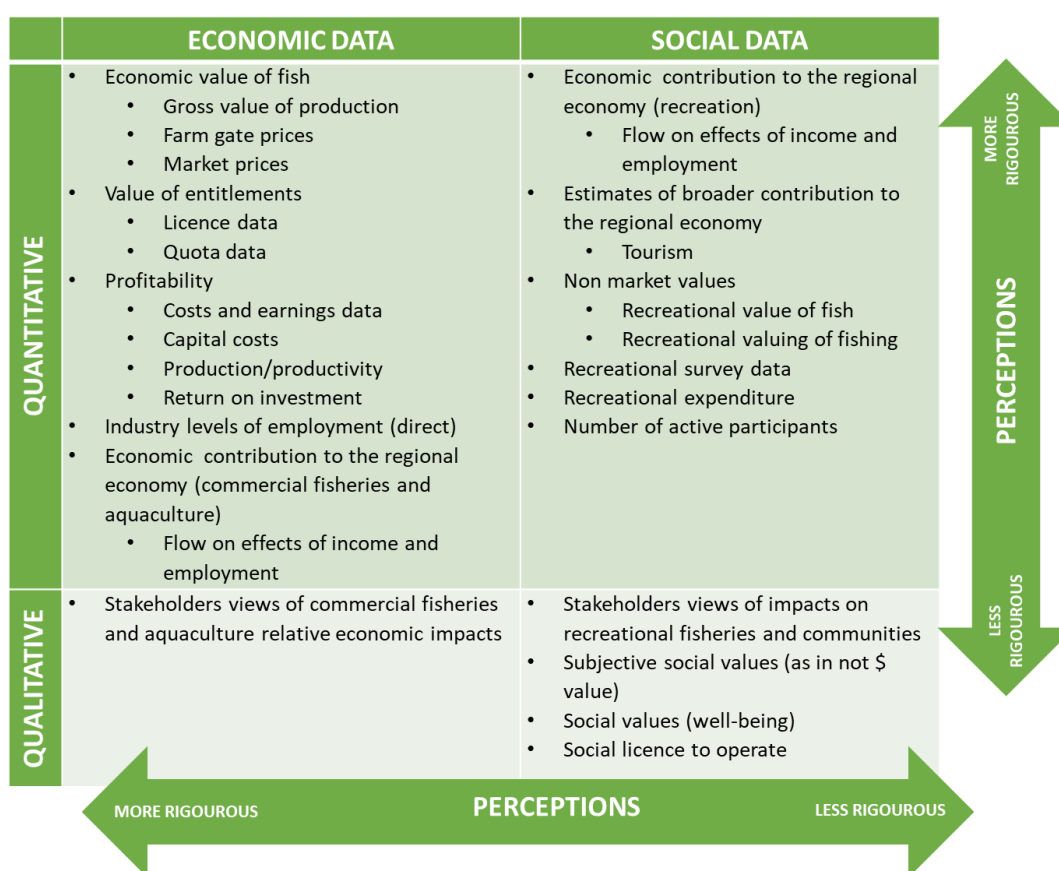 ECONOMIC DATA
SOCIAL DATA
QUANTITATIVE
• Economic value of fish
• Gross value of production
• Farm gate prices
• Market prices
• Value of entitlements
• Licence data
• Quota data
• Profitability
• Costs and earnings data
• Capital costs
• Production/productivity
• Return on investment
• Industry levels of employment (direct)
• Economic contribution to the regional
economy (commercial fisheries and
aquaculture)
• Flow on effects of income and
employment
• Economic contribution to the regional
economy (recreation)
• Flow on effects of income and
employment
• Estimates of broader contribution to
the regional economy
• Tourism
• Non market values
• Recreational value of fish
• Recreational valuing of fishing
• Recreational survey data
• Recreational expenditure
• Number of active participants
QUALITATIVE
• Stakeholders views of commercial fisheries
and aquaculture relative economic impacts
• Stakeholders views of impacts on
recreational fisheries and communities
• Subjective social values (as in not $
value)
• Social values (well-being)
• Social licence to operate
MORE
RIGOUROUS
PERCEPTIONS
LESS
RIGOUROUS
MORE RIGOUROUS
PERCEPTIONS
LESS RIGOUROUS